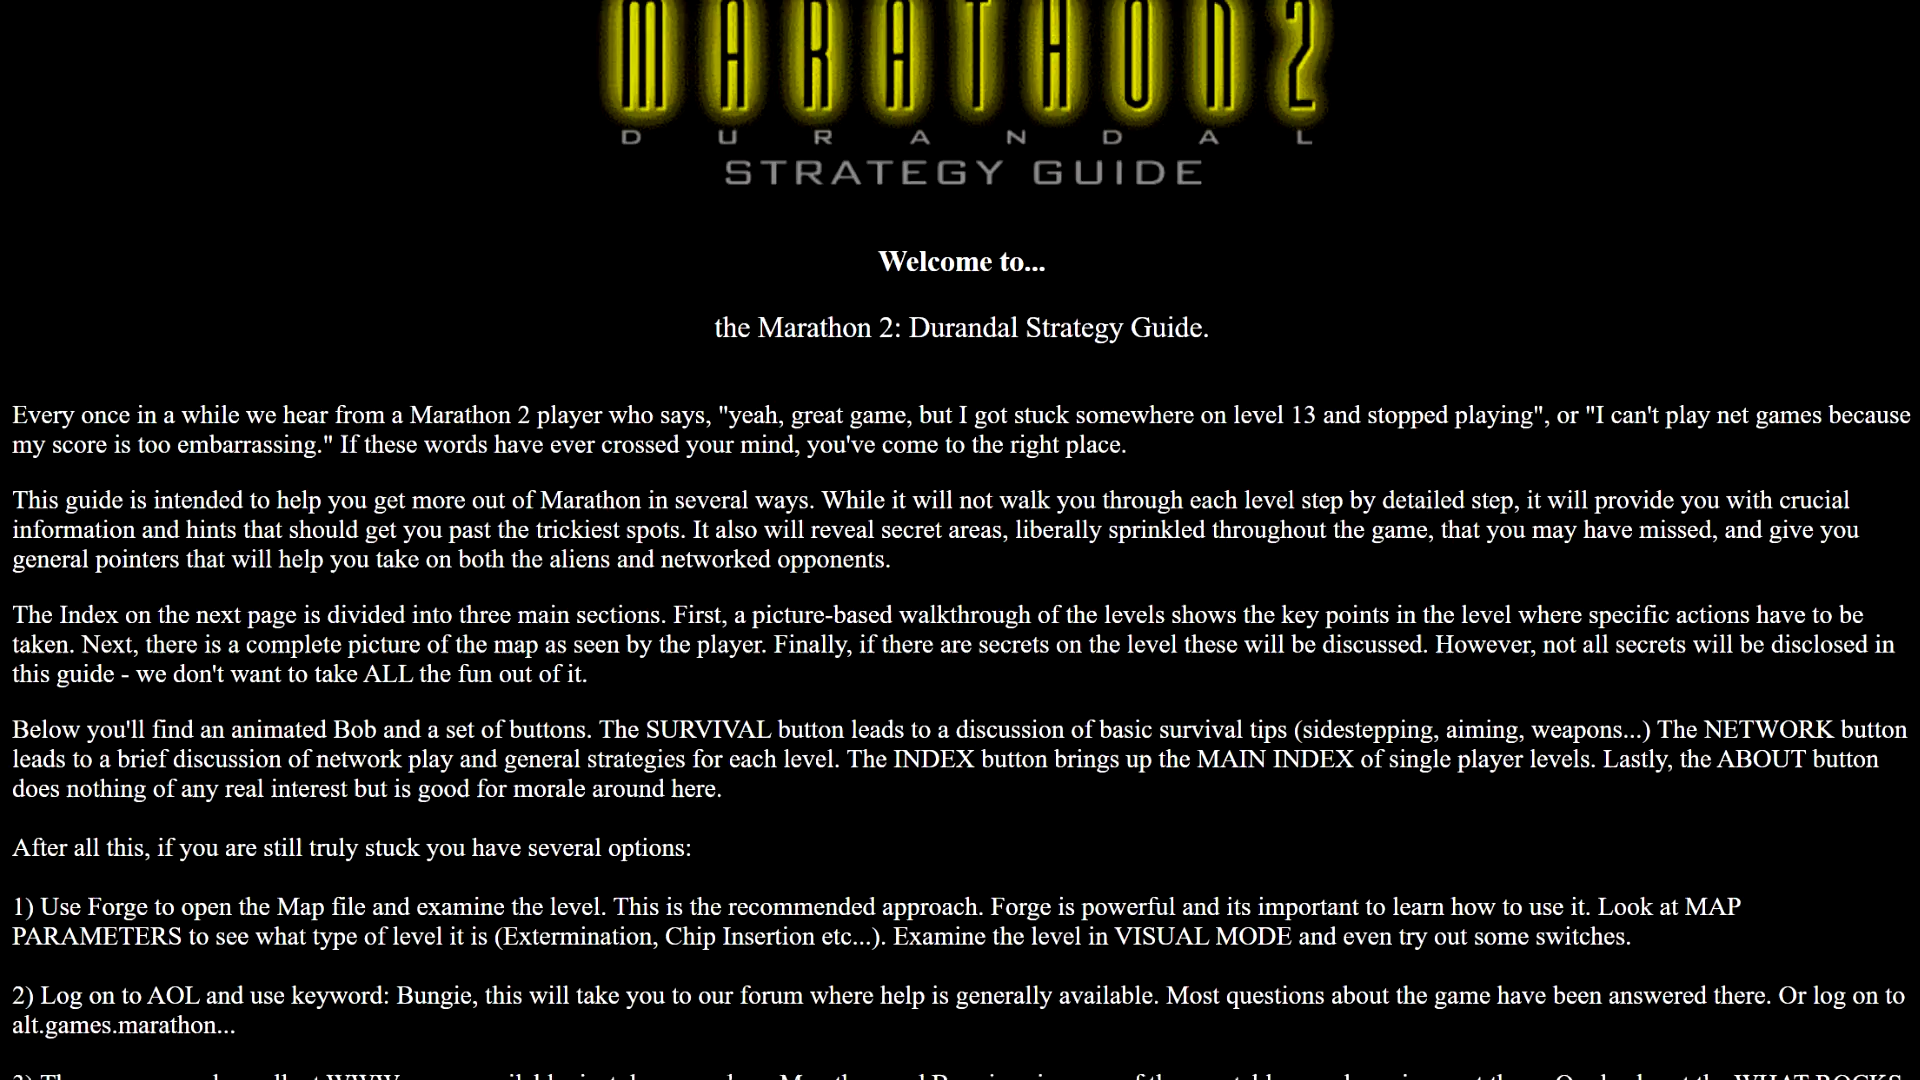 MARATHON 2
DURANDAL
STRATEGY GUIDE
Welcome to...
the Marathon 2: Durandal Strategy Guide.
Every once in a while we hear from a Marathon 2 player who says, "yeah, great game, but I got stuck somewhere on level 13 and stopped playing", or "I can't play net games because
my score is too embarrassing." If these words have ever crossed your mind, you've come to the right place.
This guide is intended to help you get more out of Marathon in several ways. While it will not walk you through each level step by detailed step, it will provide you with crucial
information and hints that should get you past the trickiest spots. It also will reveal secret areas, liberally sprinkled throughout the game, that you may have missed, and give you
general pointers that will help you take on both the aliens and networked opponents.
The Index on the next page is divided into three main sections. First, a picture-based walkthrough of the levels shows the key points in the level where specific actions have to be
taken. Next, there is a complete picture of the map as seen by the player. Finally, if there are secrets on the level these will be discussed. However, not all secrets will be disclosed in
this guide - we don't want to take ALL the fun out of it.
Below you'll find an animated Bob and a set of buttons. The SURVIVAL button leads to a discussion of basic survival tips (sidestepping, aiming, weapons...) The NETWORK button
leads to a brief discussion of network play and general strategies for each level. The INDEX button brings up the MAIN INDEX of single player levels. Lastly, the ABOUT button
does nothing of any real interest but is good for morale around here.
After all this, if you are still truly stuck you have several options:
1) Use Forge to open the Map file and examine the level. This is the recommended approach. Forge is powerful and its important to learn how to use it. Look at MAP
PARAMETERS to see what type of level it is (Extermination, Chip Insertion etc...). Examine the level in VISUAL MODE and even try out some switches.
2) Log on to AOL and use keyword: Bungie, this will take you to our forum where help is generally available. Most questions about the game have been answered there. Or log on to
alt.games.marathon...